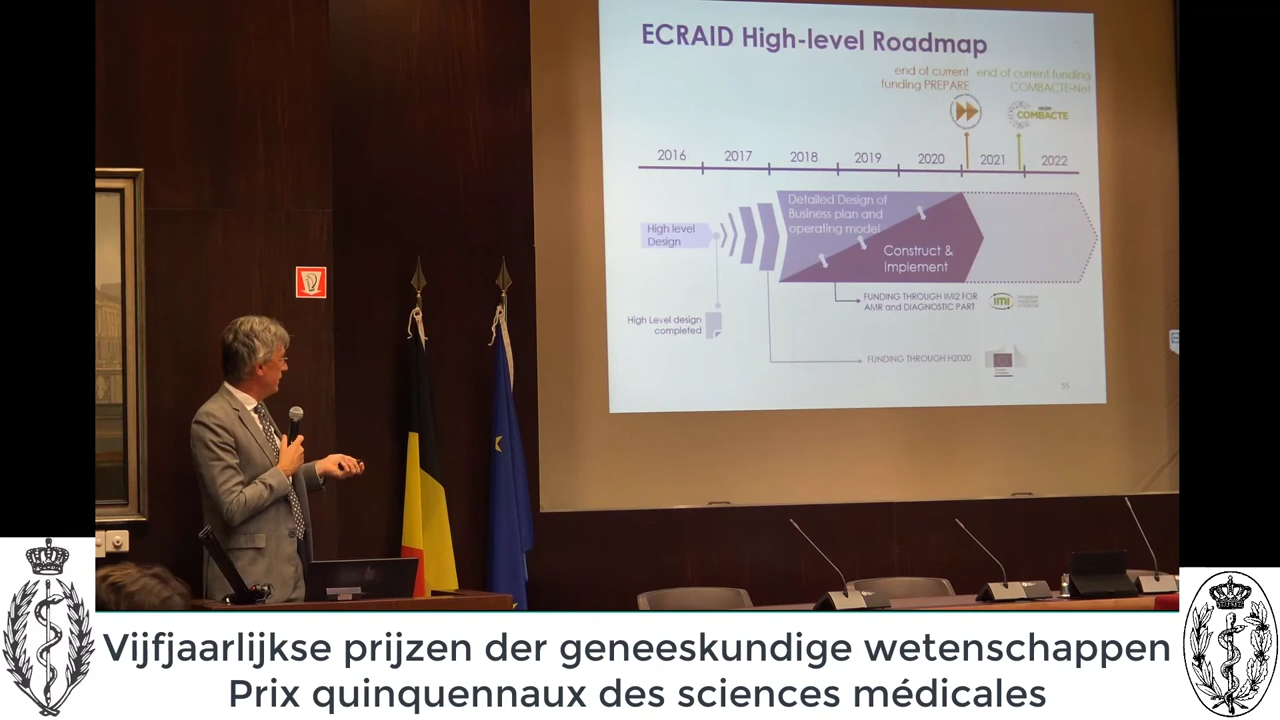 ECRAID High-level Roadmap
end of current
funding PREPARE
end of current funding
COMBACTE-Net
COMBACTE
2016 2017 2018 2019 2020 2021 2022
High level
Design
Detailed Design of
Business plan and
operating model
Construct &
Implement
FUNDING THROUGH IMI2 FOR
AMR and DIAGNOSTIC PART
imi
High Level design
completed
FUNDING THROUGH H2020
55
Vijfjaarlijkse prijzen der geneeskundige wetenschappen
Prix quinquennaux des sciences médicales